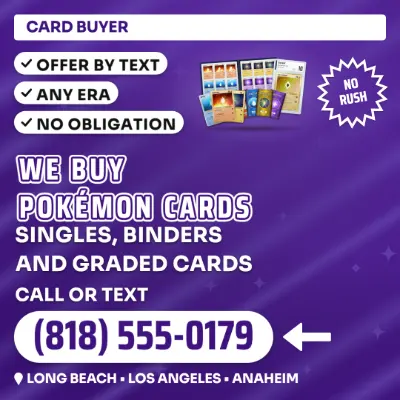 CARD BUYER
✓ OFFER BY TEXT
✓ ANY ERA
✓ NO OBLIGATION
NO
RUSH
WE BUY
POKÉMON CARDS
SINGLES, BINDERS
AND GRADED CARDS
CALL OR TEXT
(818) 555-0179
LONG BEACH ▪ LOS ANGELES ▪ ANAHEIM